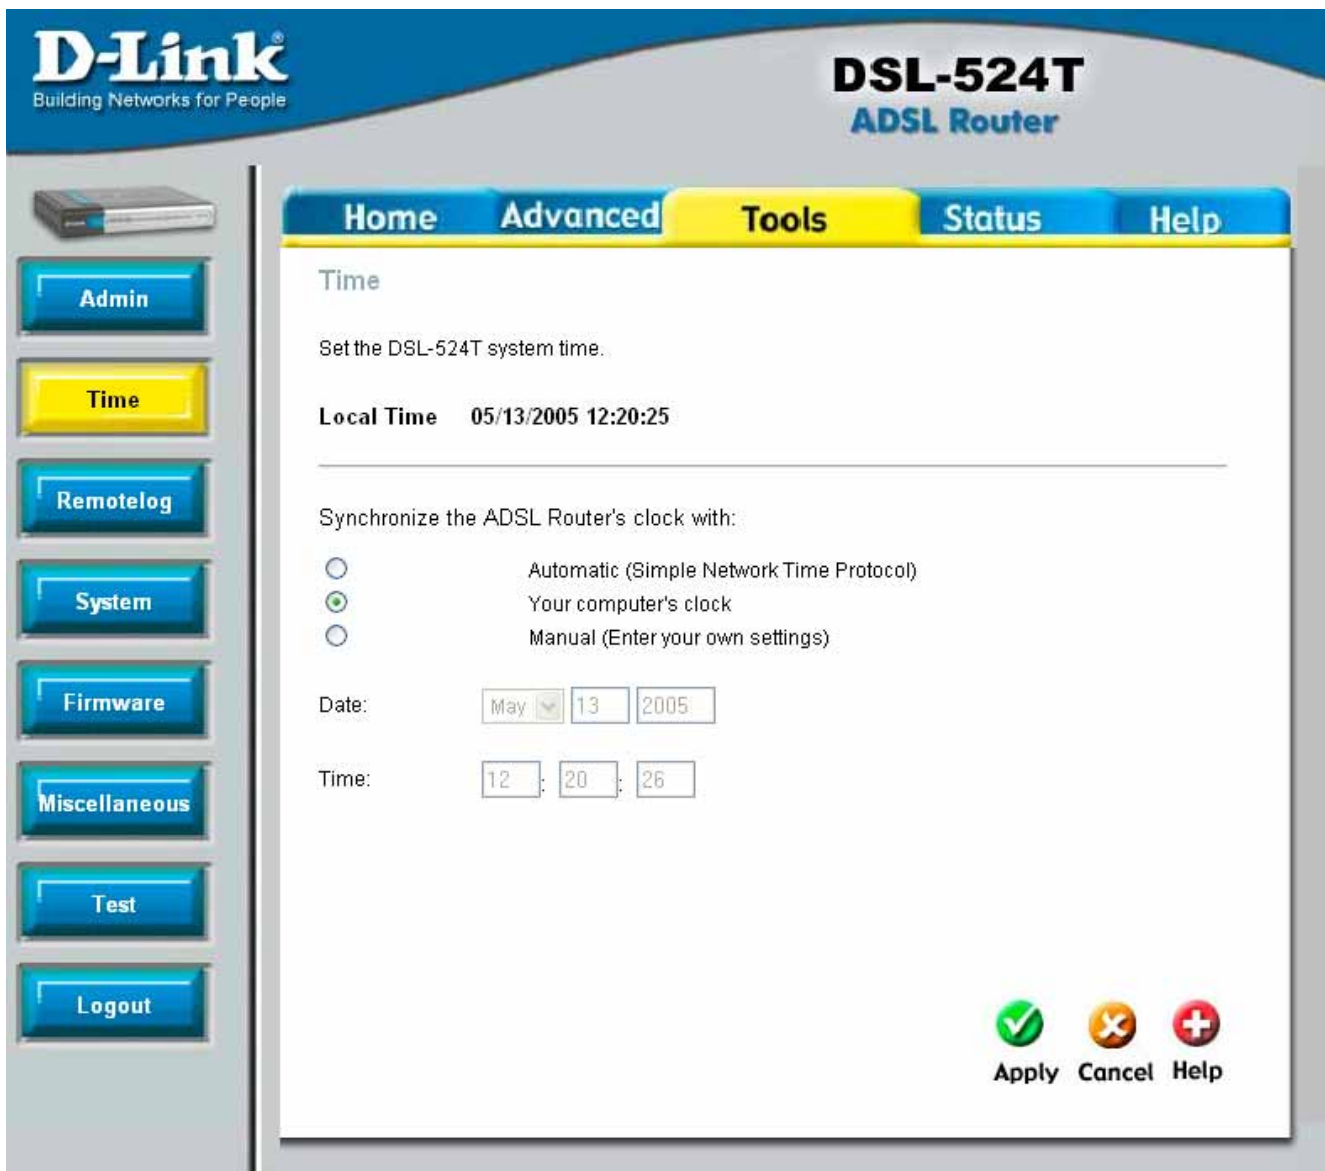 D-Link®
Building Networks for People
DSL-524T
ADSL Router
Home Advanced Tools Status Help
Admin
Time
Remotelog
System
Firmware
Miscellaneous
Test
Logout
Time
Set the DSL-524T system time.
Local Time 05/13/2005 12:20:25
Synchronize the ADSL Router's clock with:
Automatic (Simple Network Time Protocol)
Your computer's clock
Manual (Enter your own settings)
Date: May 13 2005
Time: 12 : 20 : 26
Apply Cancel Help